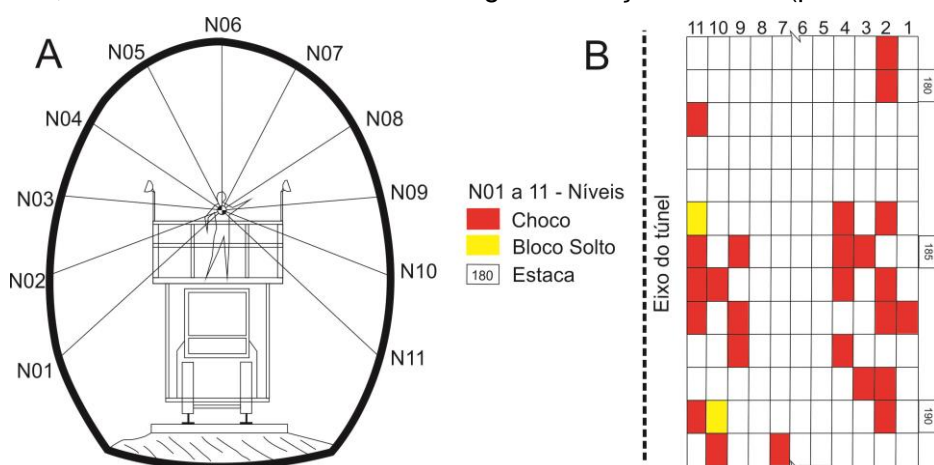 A
N06
N05
N07
N04
N08
N03
N09
N02
N10
N01
N11
N01 a 11 - Níveis
Choco
Bloco Solto
180 Estaca
B
11 10 9 8 7 6 5 4 3 2 1
Eixo do túnel
180
185
190